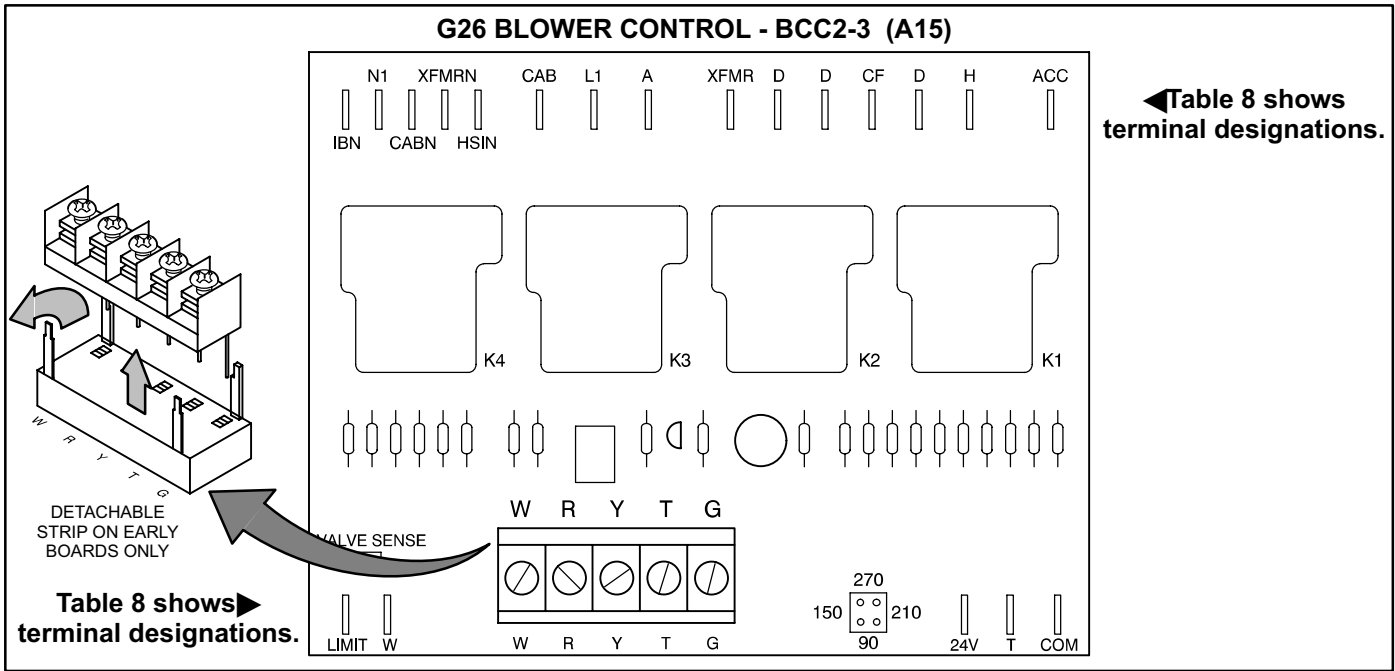 G26 BLOWER CONTROL - BCC2-3 (A15)
N1 XFMRN CAB L1 A XFMR D D CF D H ACC
IBN CABN HSIN
◀Table 8 shows
terminal designations.
K4 K3 K2 K1
W R Y T G
DETACHABLE
STRIP ON EARLY
BOARDS ONLY
W R Y T G
VALVE SENSE
Table 8 shows▶
terminal designations.
270
150 210
90
LIMIT W W R Y T G 24V T COM